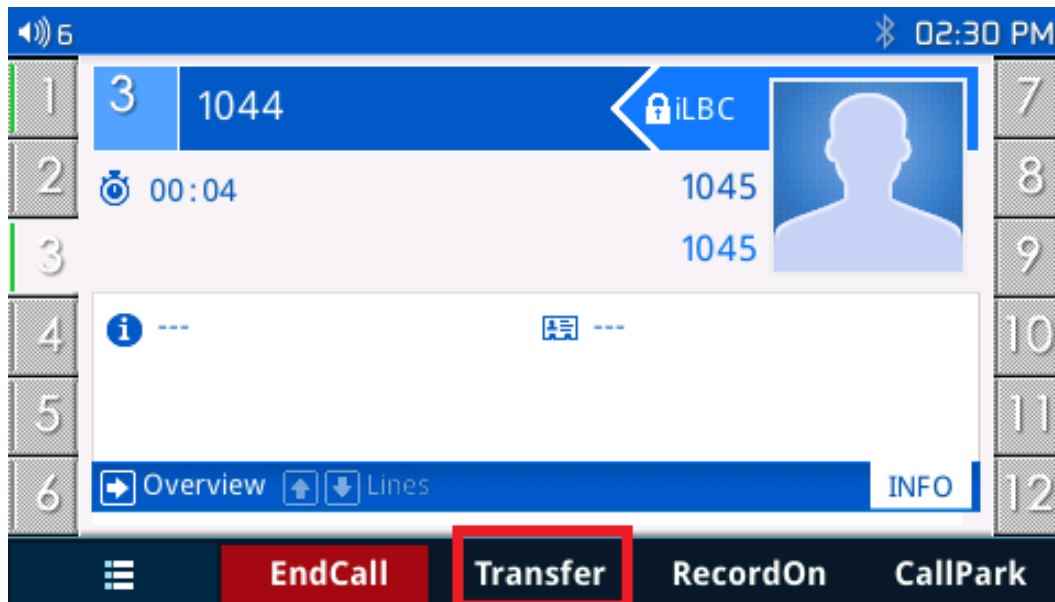 6 02:30 PM
1 3 1044 iLBC 7
2 00:04 1045 8
3 1045 9
4 i --- --- 10
5 11
6 Overview Lines INFO 12
EndCall Transfer RecordOn CallPark